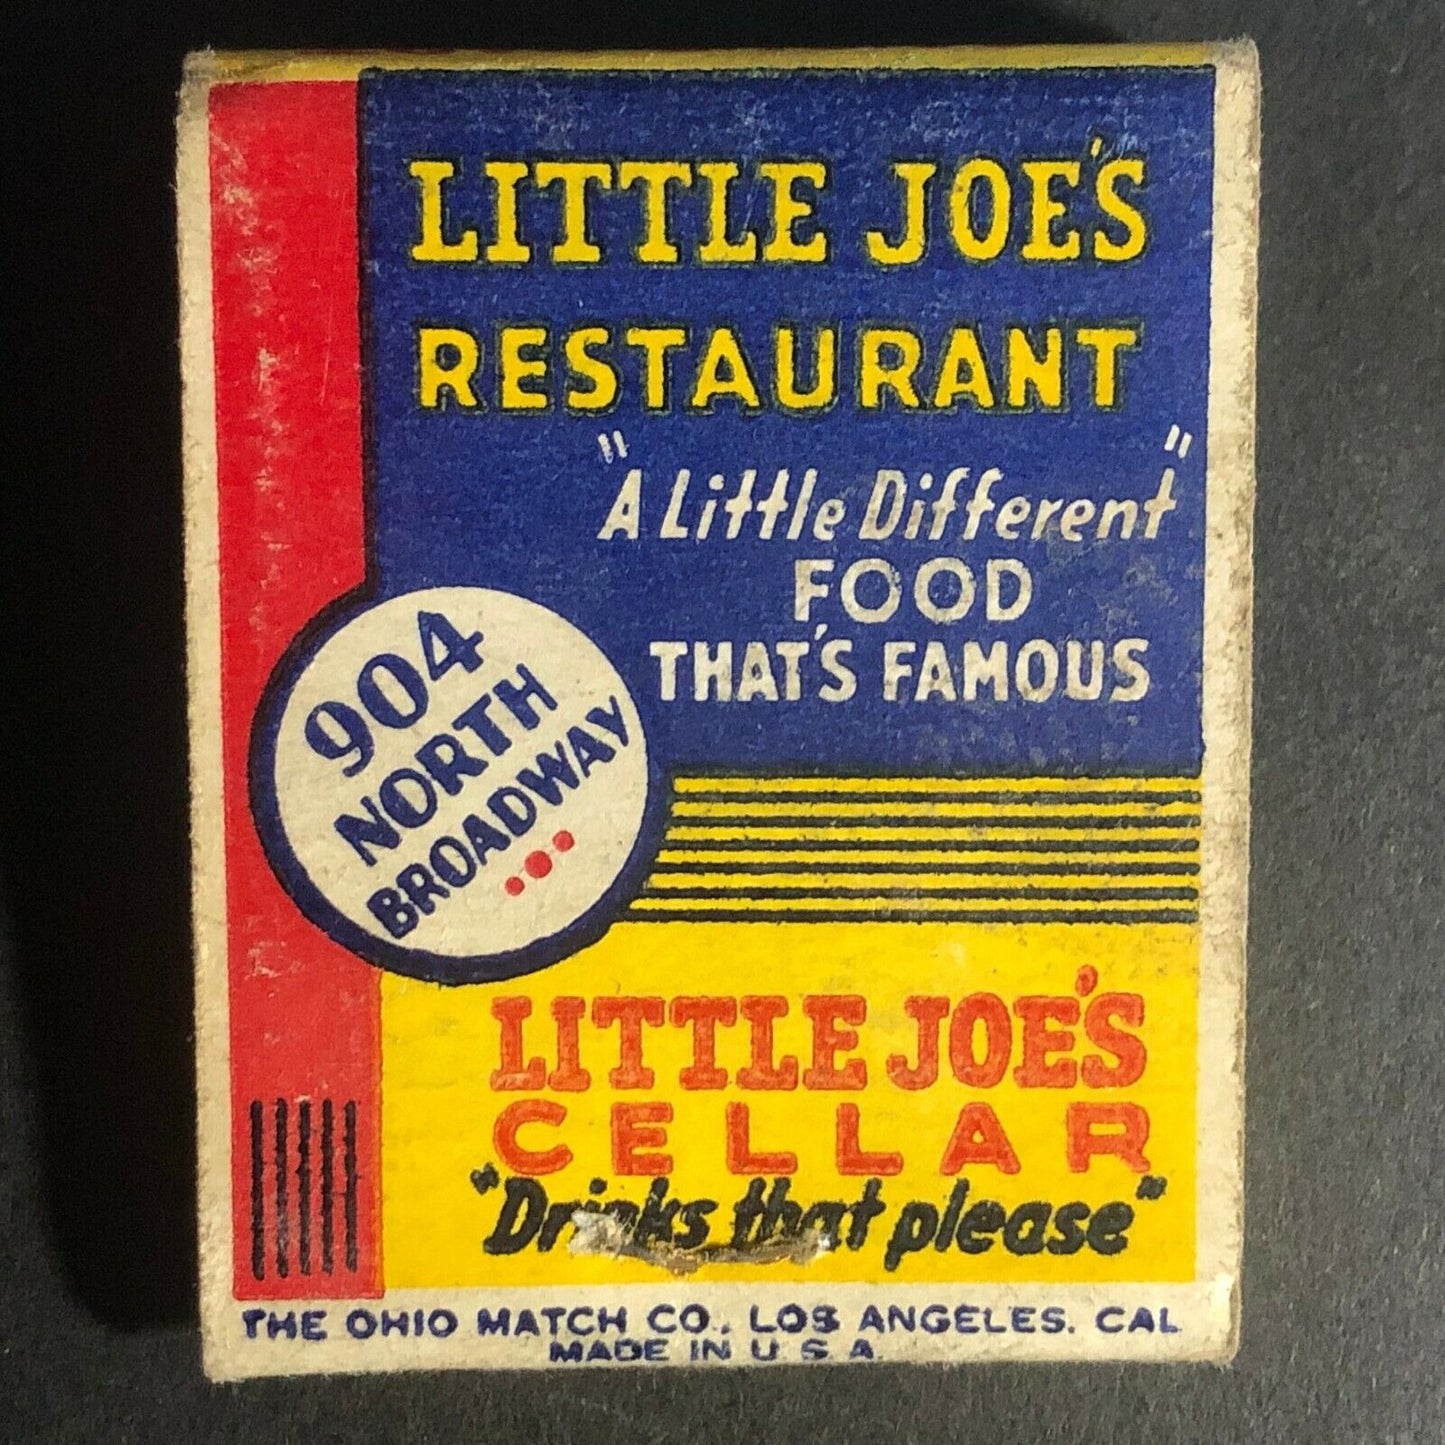 LITTLE JOE'S
RESTAURANT
"A Little Different"
FOOD
THAT'S FAMOUS
904
NORTH
BROADWAY
LITTLE JOE'S
CELLAR
"Drinks that please"
THE OHIO MATCH CO., LOS ANGELES, CAL
MADE IN U.S.A.